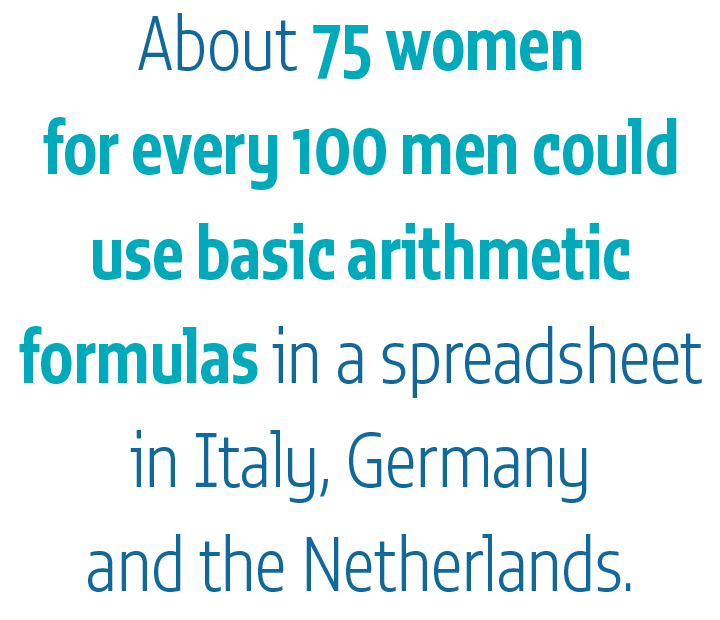 About 75 women
for every 100 men could
use basic arithmetic
formulas in a spreadsheet
in Italy, Germany
and the Netherlands.